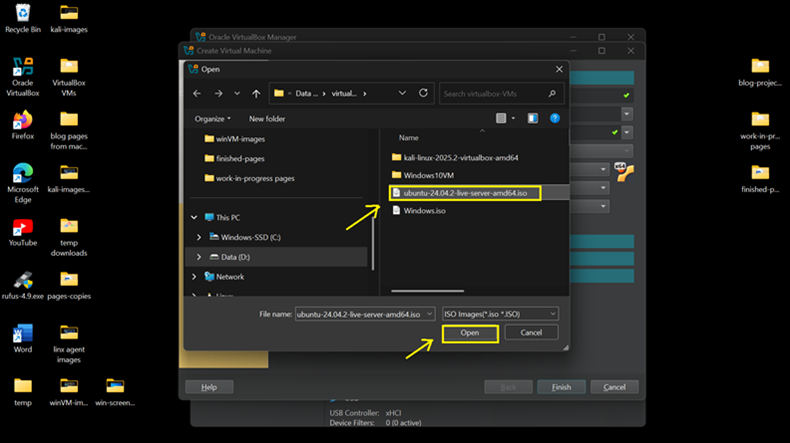 Recycle Bin
kali-images
Oracle VirtualBox
VirtualBox VMs
Firefox
blog pages from mac...
Microsoft Edge
kali-images...
YouTube
temp downloads
rufus-4.9.exe
pages-copies
Word
linx agent images
temp
winVM-im...
win-screen...
Oracle VirtualBox Manager
Create Virtual Machine
Open
Data ...
virtual...
Search virtualbox-VMs
Organize
New folder
winVM-images
finished-pages
work-in-progress pages
This PC
Windows-SSD (C:)
Data (D:)
Network
Name
kali-linux-2025.2-virtualbox-amd64
Windows10VM
ubuntu-24.04.2-live-server-amd64.iso
Windows.iso
File name:
ubuntu-24.04.2-live-server-amd64.iso
ISO Images(*.iso *.ISO)
Open
Cancel
Help
Back
Finish
Cancel
USB Controller: xHCI
Device Filters: 0 (0 active)
x64
blog-projec...
work-in-pr... pages
finished-p...